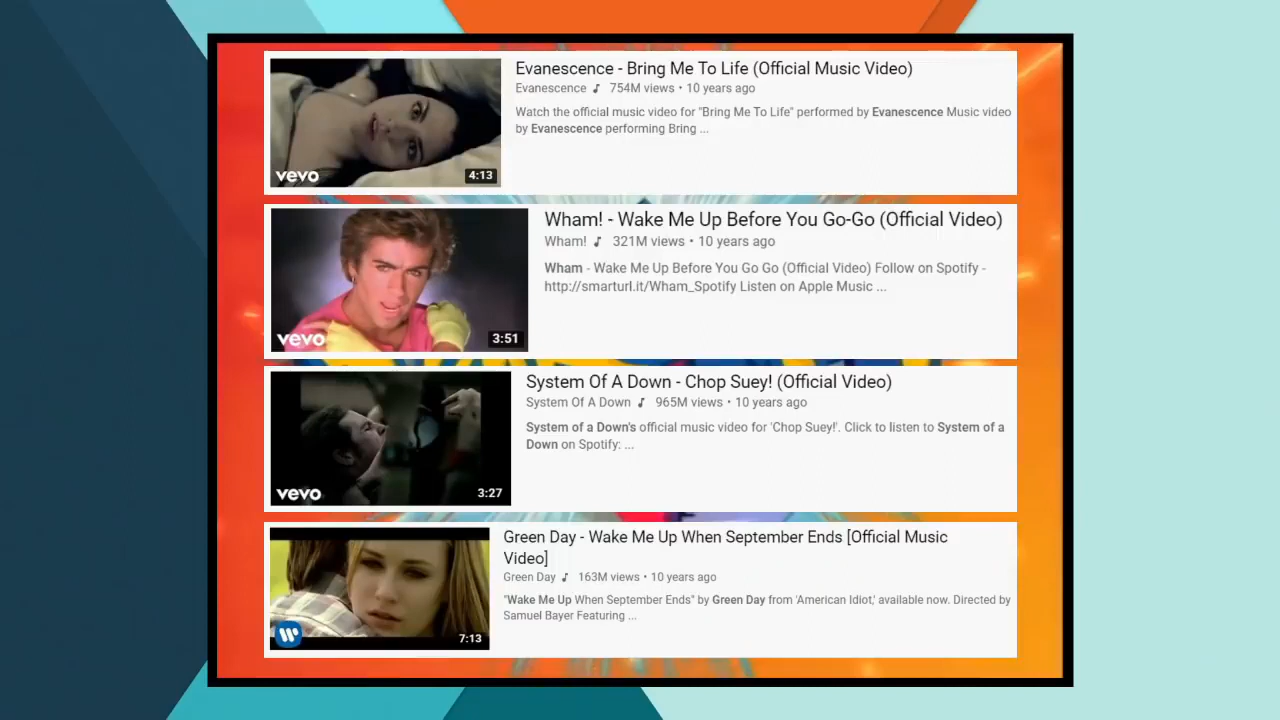 Evanescence - Bring Me To Life (Official Music Video)
Evanescence ♪ 754M views • 10 years ago
Watch the official music video for "Bring Me To Life" performed by Evanescence Music video
by Evanescence performing Bring ...
vevo
4:13
Wham! - Wake Me Up Before You Go-Go (Official Video)
Wham! ♪ 321M views • 10 years ago
Wham - Wake Me Up Before You Go Go (Official Video) Follow on Spotify -
http://smarturl.it/Wham_Spotify Listen on Apple Music ...
vevo
3:51
System Of A Down - Chop Suey! (Official Video)
System Of A Down ♪ 965M views • 10 years ago
System of a Down's official music video for 'Chop Suey!'. Click to listen to System of a
Down on Spotify: ...
vevo
3:27
Green Day - Wake Me Up When September Ends [Official Music
Video]
Green Day ♪ 163M views • 10 years ago
"Wake Me Up When September Ends" by Green Day from 'American Idiot,' available now. Directed by
Samuel Bayer Featuring ...
7:13